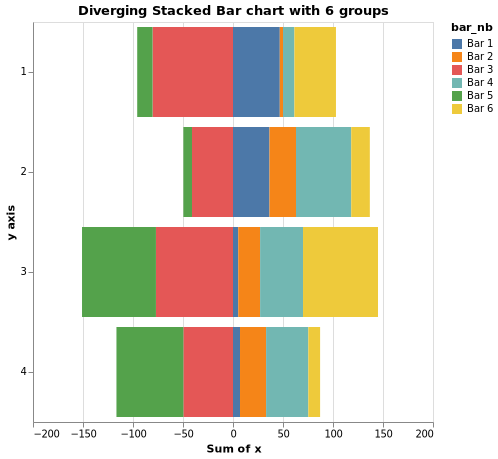 Diverging Stacked Bar chart with 6 groups
bar_nb
Bar 1
Bar 2
Bar 3
Bar 4
Bar 5
Bar 6
y axis
1
2
3
4
−200 −150 −100 −50 0 50 100 150 200
Sum of x